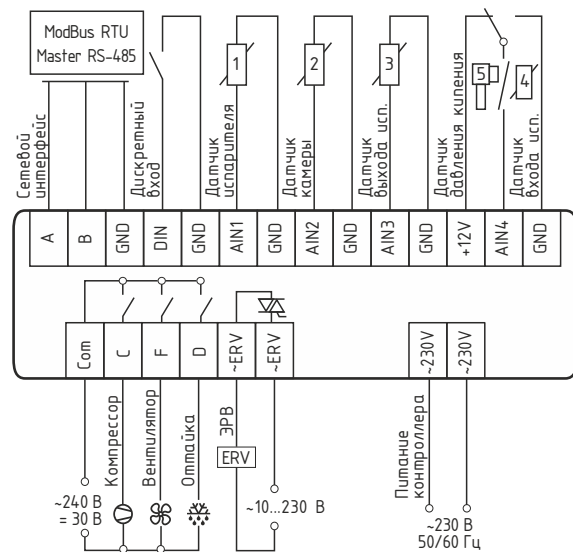 ModBus RTU
Master RS-485
Сетевой
интерфейс
Дискретный
вход
Датчик
испарителя
Датчик
камеры
Датчик
выхода исп.
Датчик
давления кипения
Датчик
входа исп.
1
2
3
5
4
A
B
GND
DIN
GND
AIN1
GND
AIN2
GND
AIN3
GND
+12V
AIN4
GND
Com
C
F
D
~ERV
~ERV
~230V
~230V
Компрессор
Вентилятор
Оттайка
ЭРВ
ERV
Питание
контроллера
~240 В
= 30 В
~10...230 В
~230 В
50/60 Гц